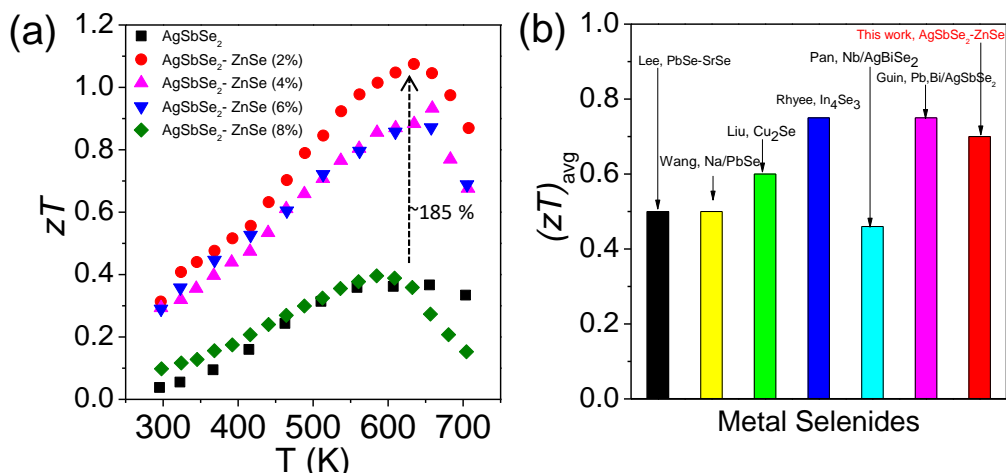 (a)
zT
1.2
1.0
0.8
0.6
0.4
0.2
0.0
AgSbSe₂
AgSbSe₂- ZnSe (2%)
AgSbSe₂- ZnSe (4%)
AgSbSe₂- ZnSe (6%)
AgSbSe₂- ZnSe (8%)
~185 %
300 400 500 600 700
T (K)
(b)
(zT)avg
1.0
0.8
0.6
0.4
0.2
0.0
This work, AgSbSe₂-ZnSe
Lee, PbSe-SrSe
Pan, Nb/AgBiSe₂
Guin, Pb,Bi/AgSbSe₂
Rhyee, In₄Se₃
Liu, Cu₂Se
Wang, Na/PbSe
Metal Selenides